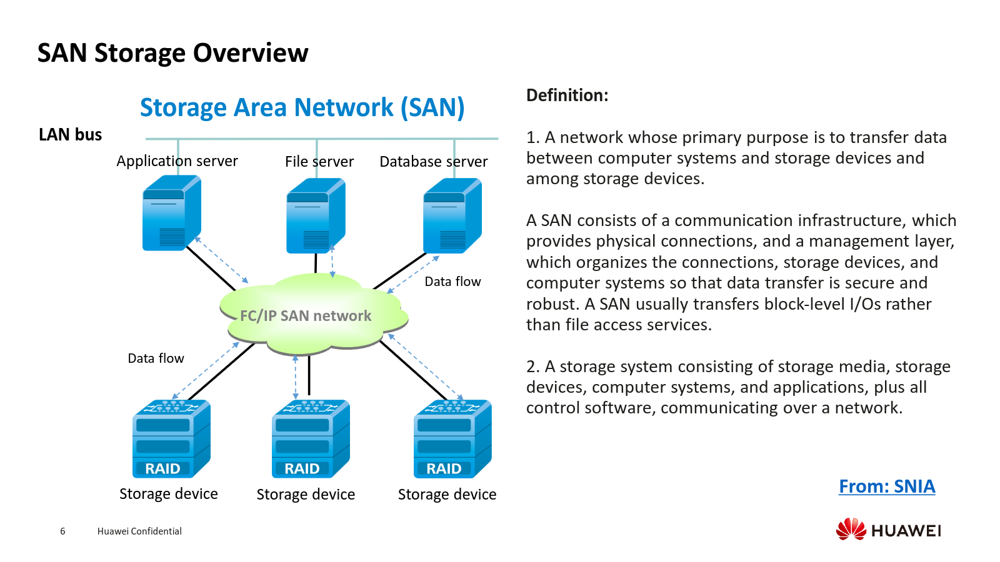 SAN Storage Overview
Storage Area Network (SAN)
LAN bus
Application server
File server
Database server
Data flow
FC/IP SAN network
Data flow
RAID
RAID
RAID
Storage device
Storage device
Storage device
Definition:
1. A network whose primary purpose is to transfer data
between computer systems and storage devices and
among storage devices.
A SAN consists of a communication infrastructure, which
provides physical connections, and a management layer,
which organizes the connections, storage devices, and
computer systems so that data transfer is secure and
robust. A SAN usually transfers block-level I/Os rather
than file access services.
2. A storage system consisting of storage media, storage
devices, computer systems, and applications, plus all
control software, communicating over a network.
From: SNIA
6
Huawei Confidential
HUAWEI